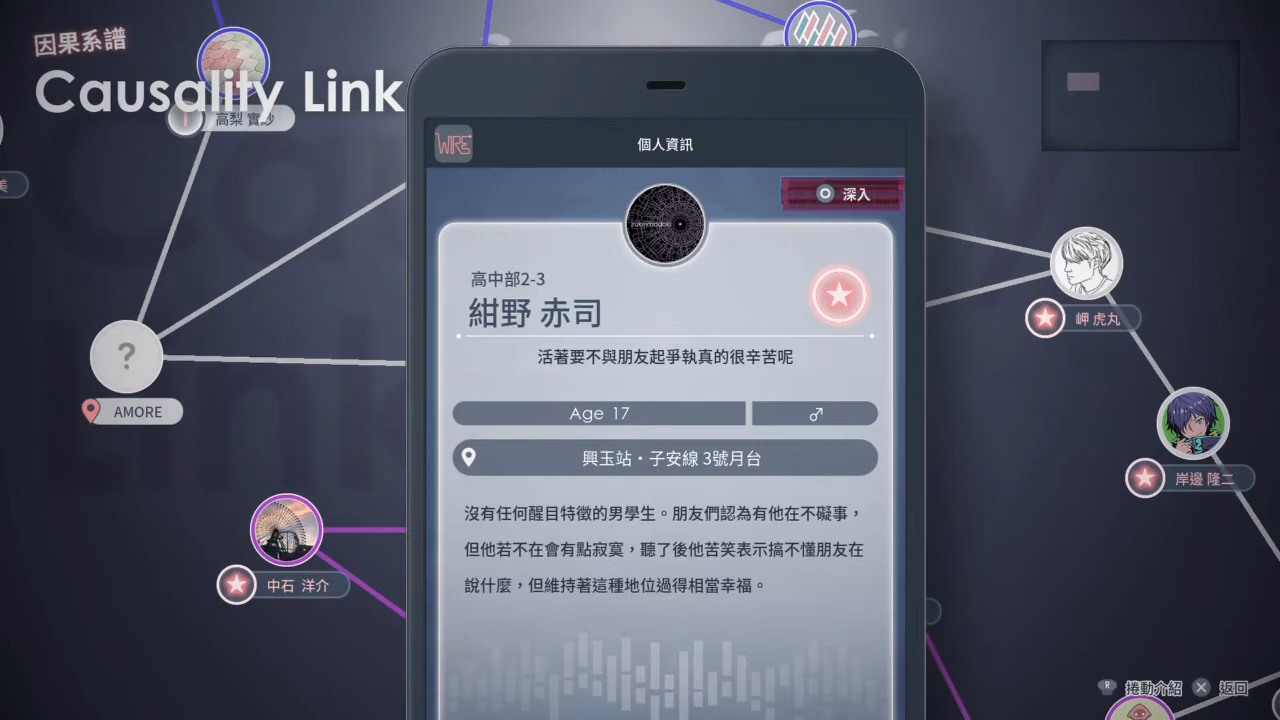 因果系譜
Causality Link
高梨 實紗
美
AMORE
中石 洋介
WIRE
個人資訊
深入
zukeimodoki
高中部2-3
紺野 赤司
活著要不與朋友起爭執真的很辛苦呢
Age 17
♂
興玉站・子安線 3號月台
沒有任何醒目特徵的男學生。朋友們認為有他在不礙事，
但他若不在會有點寂寞，聽了後他苦笑表示搞不懂朋友在
說什麼，但維持著這種地位過得相當幸福。
岬 虎丸
岸邊 隆二
R 捲動介紹
返回